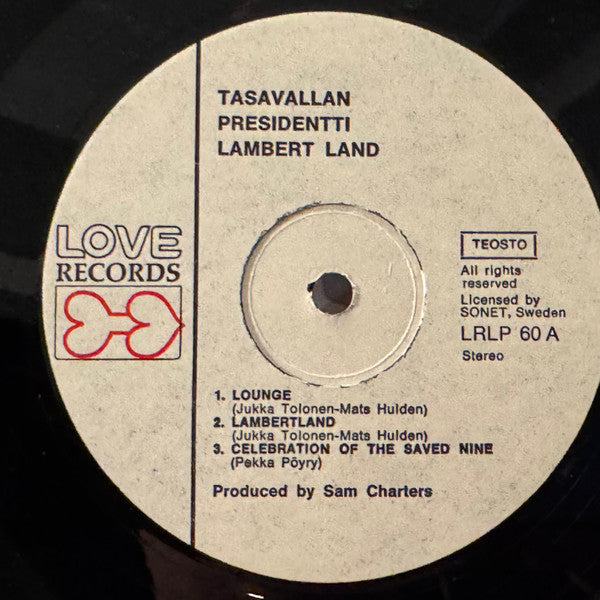 TASAVALLAN
PRESIDENTTI
LAMBERT LAND
LOVE
RECORDS
TEOSTO
All rights
reserved
Licensed by
SONET, Sweden
LRLP 60 A
Stereo
1. LOUNGE
(Jukka Tolonen-Mats Hulden)
2. LAMBERTLAND
(Jukka Tolonen-Mats Hulden)
3. CELEBRATION OF THE SAVED NINE
(Pekka Pöyry)
Produced by Sam Charters